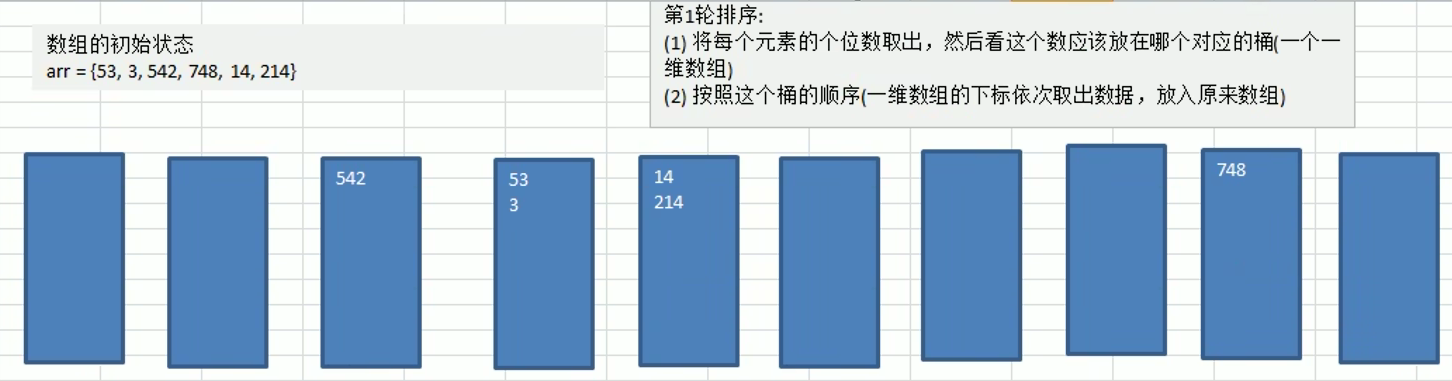 数组的初始状态
arr = {53, 3, 542, 748, 14, 214}
第1轮排序:
(1) 将每个元素的个位数取出，然后看这个数应该放在哪个对应的桶(一个一
维数组)
(2) 按照这个桶的顺序(一维数组的下标依次取出数据，放入原来数组)
542
53
3
14
214
748